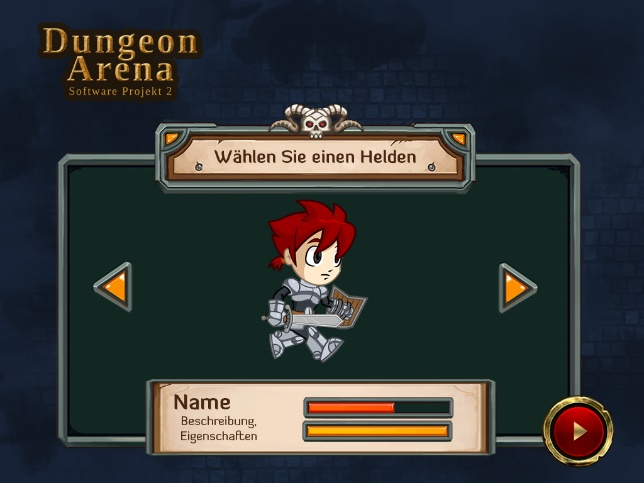 Dungeon
Arena
Software Projekt 2
Wählen Sie einen Helden
Name
Beschreibung,
Eigenschaften